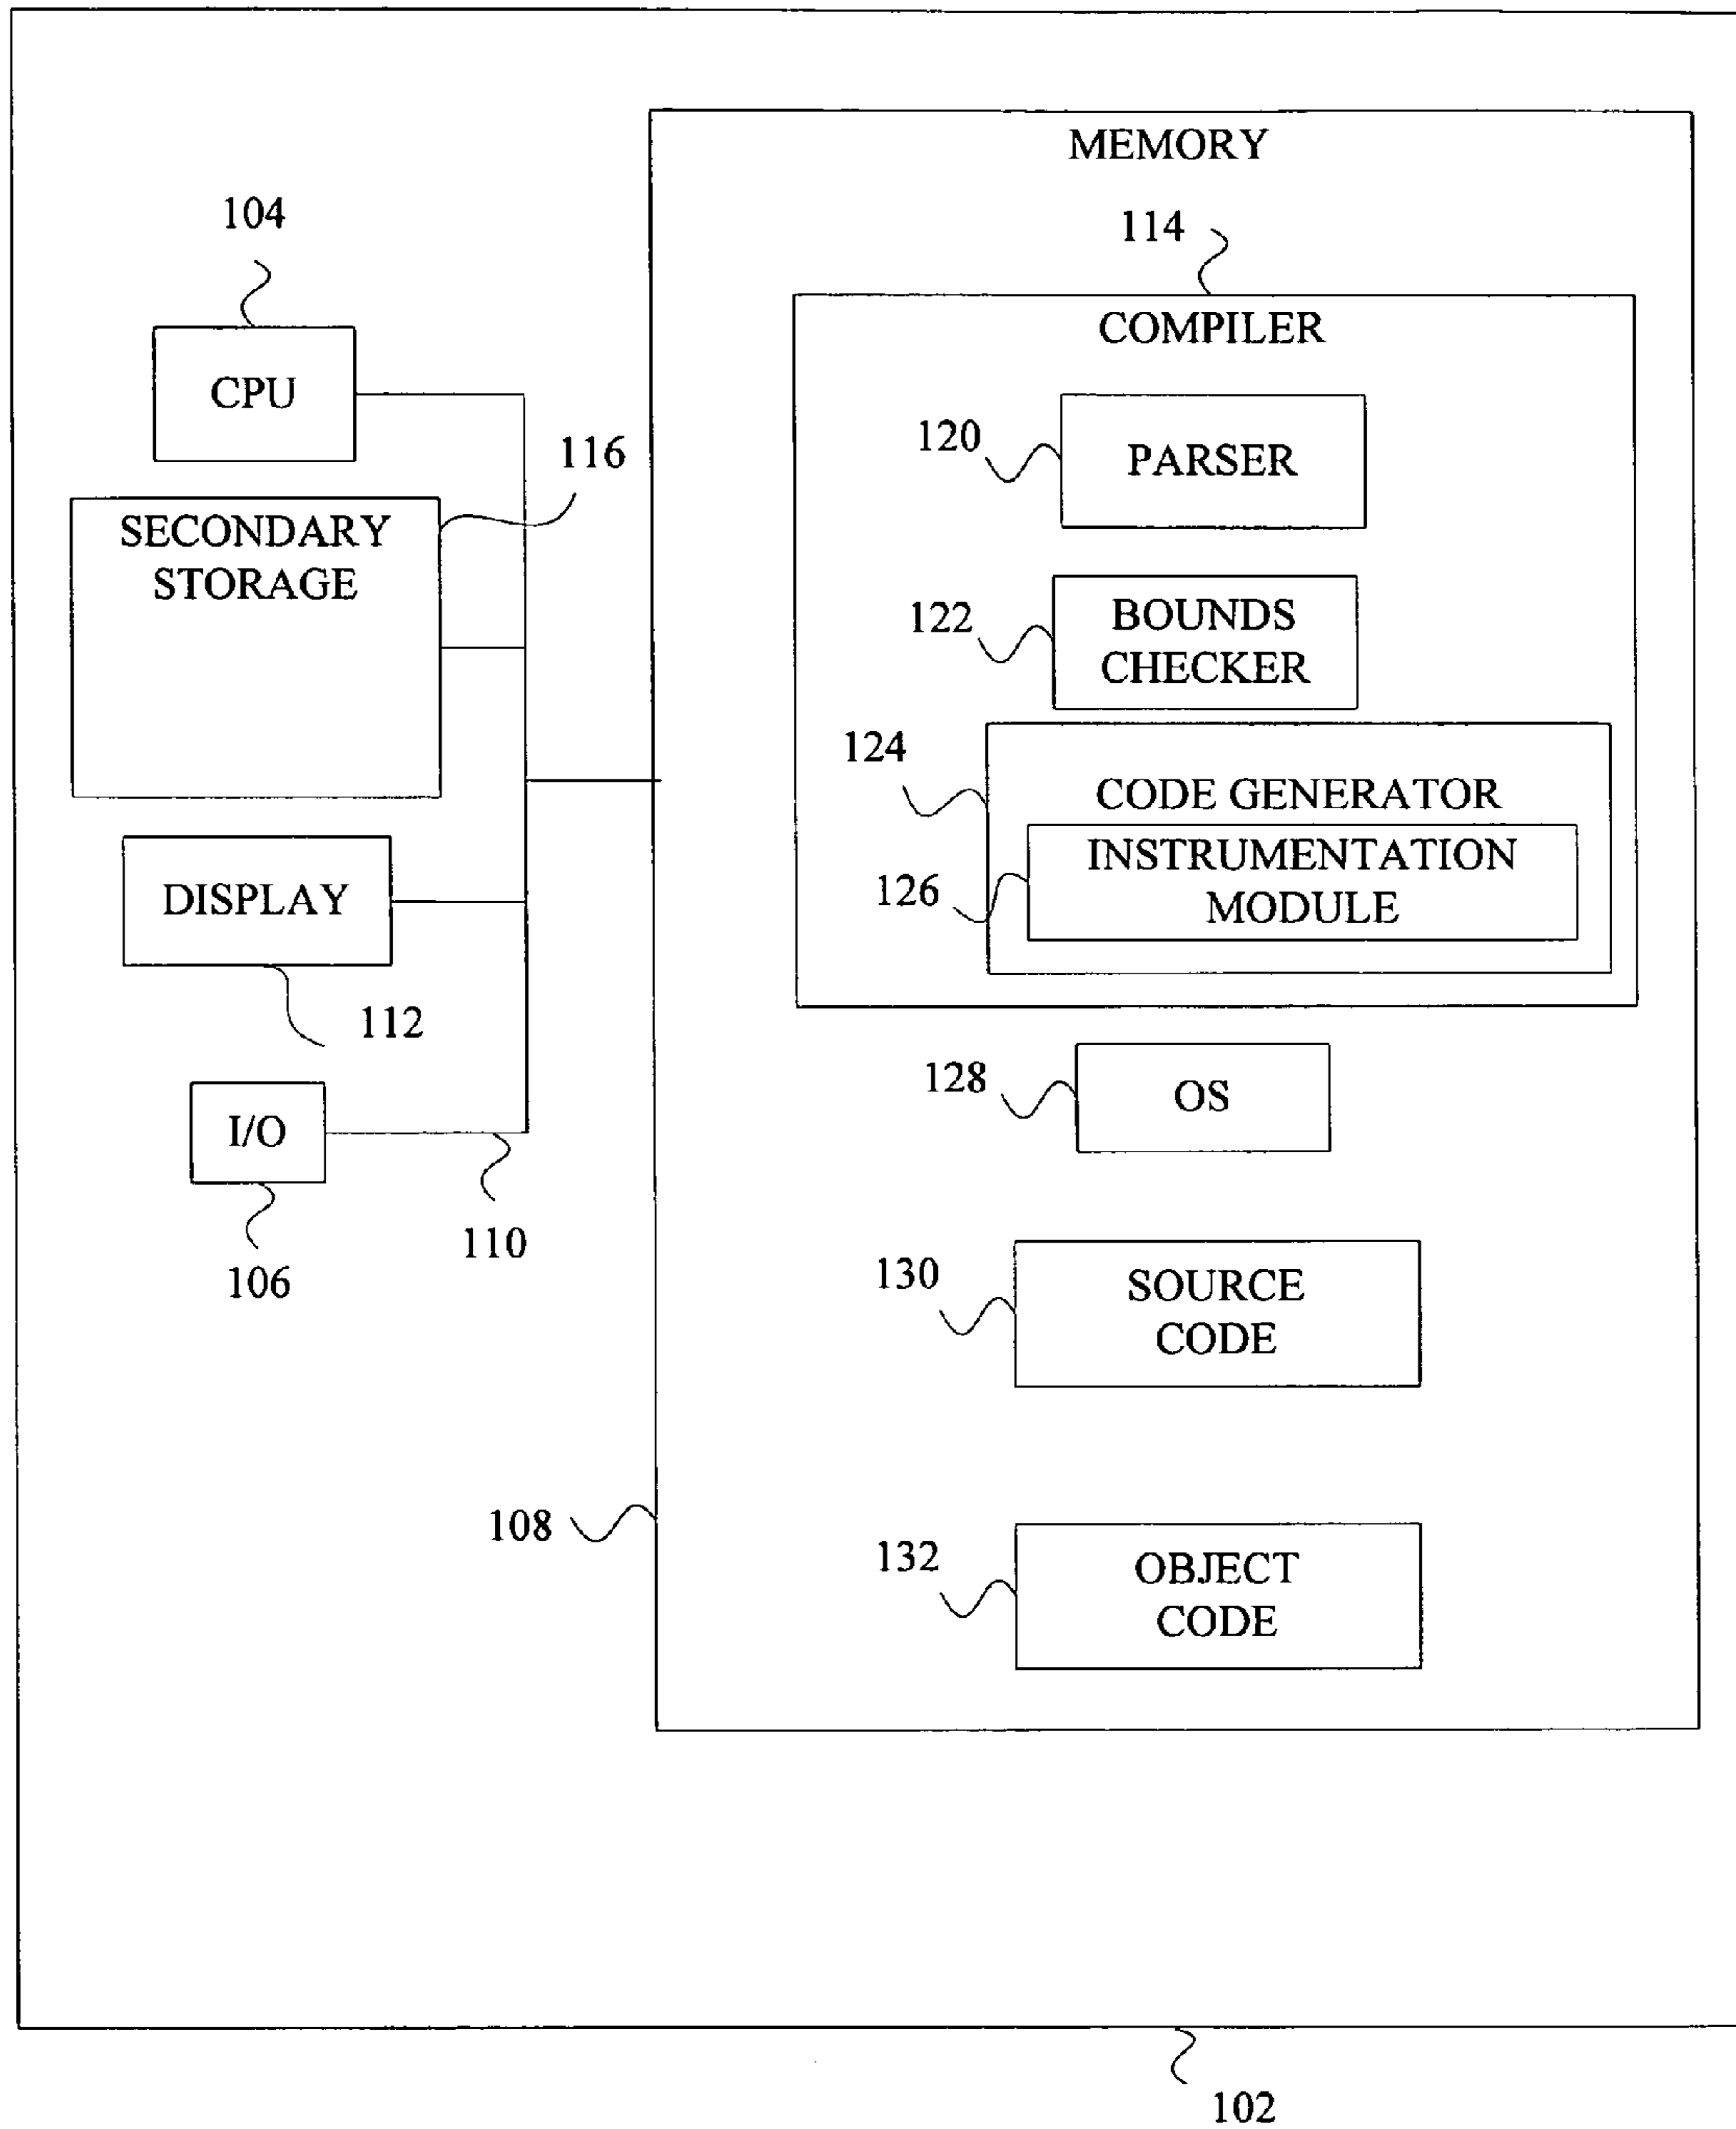 MEMORY
104
114
COMPILER
CPU
116
120
PARSER
SECONDARY
STORAGE
122
BOUNDS
CHECKER
124
CODE GENERATOR
INSTRUMENTATION
MODULE
126
DISPLAY
112
128
OS
I/O
110
106
130
SOURCE
CODE
108
132
OBJECT
CODE
102